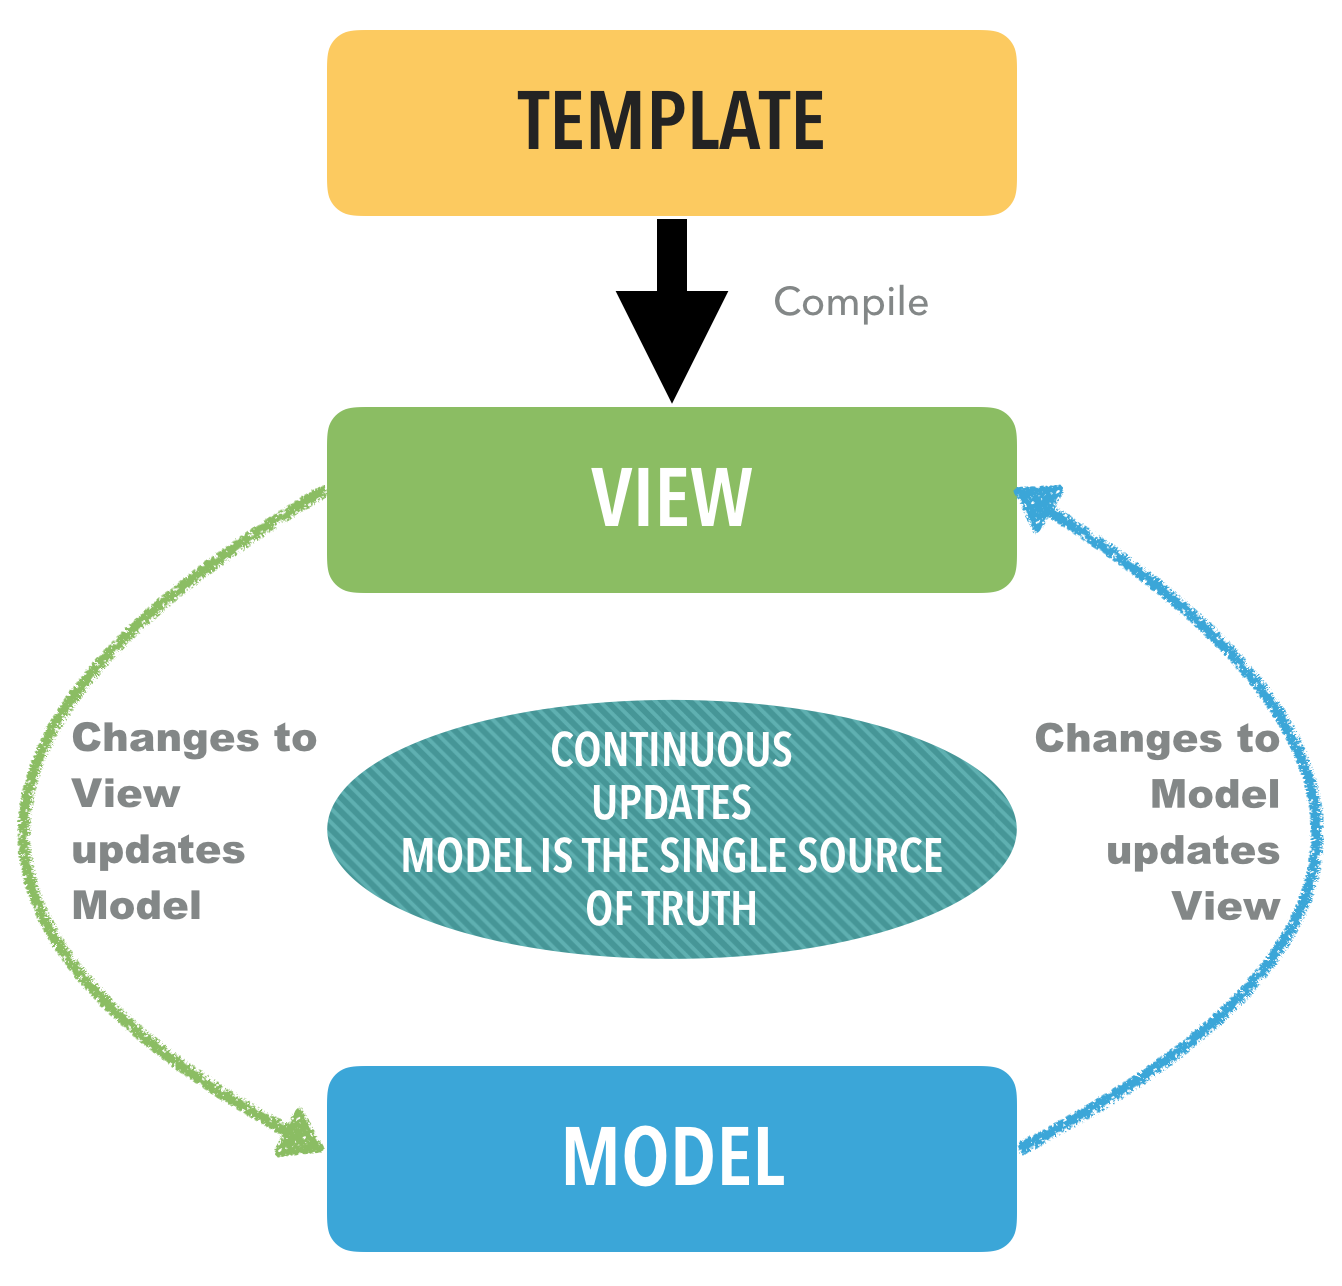 TEMPLATE
Compile
VIEW
Changes to
View
updates
Model
CONTINUOUS
UPDATES
MODEL IS THE SINGLE SOURCE
OF TRUTH
Changes to
Model
updates
View
MODEL